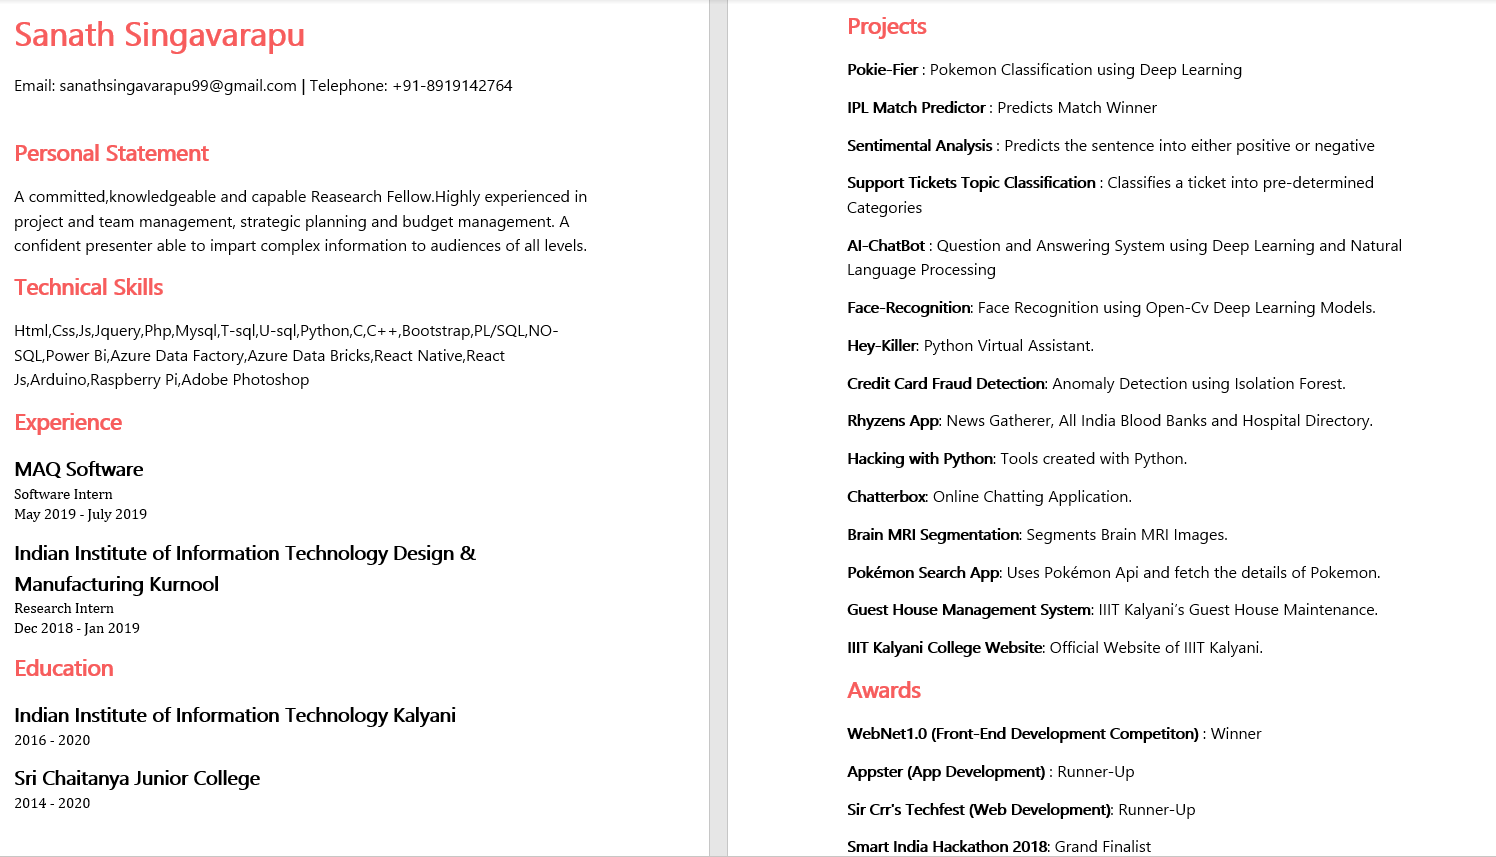 Sanath Singavarapu
Email: sanathsingavarapu99@gmail.com | Telephone: +91-8919142764
Personal Statement
A committed,knowledgeable and capable Reasearch Fellow.Highly experienced in
project and team management, strategic planning and budget management. A
confident presenter able to impart complex information to audiences of all levels.
Technical Skills
Html,Css,Js,Jquery,Php,Mysql,T-sql,U-sql,Python,C,C++,Bootstrap,PL/SQL,NO-
SQL,Power Bi,Azure Data Factory,Azure Data Bricks,React Native,React
Js,Arduino,Raspberry Pi,Adobe Photoshop
Experience
MAQ Software
Software Intern
May 2019 - July 2019
Indian Institute of Information Technology Design &
Manufacturing Kurnool
Research Intern
Dec 2018 - Jan 2019
Education
Indian Institute of Information Technology Kalyani
2016 - 2020
Sri Chaitanya Junior College
2014 - 2020
Projects
Pokie-Fier : Pokemon Classification using Deep Learning
IPL Match Predictor : Predicts Match Winner
Sentimental Analysis : Predicts the sentence into either positive or negative
Support Tickets Topic Classification : Classifies a ticket into pre-determined
Categories
AI-ChatBot : Question and Answering System using Deep Learning and Natural
Language Processing
Face-Recognition: Face Recognition using Open-Cv Deep Learning Models.
Hey-Killer: Python Virtual Assistant.
Credit Card Fraud Detection: Anomaly Detection using Isolation Forest.
Rhyzens App: News Gatherer, All India Blood Banks and Hospital Directory.
Hacking with Python: Tools created with Python.
Chatterbox: Online Chatting Application.
Brain MRI Segmentation: Segments Brain MRI Images.
Pokémon Search App: Uses Pokémon Api and fetch the details of Pokemon.
Guest House Management System: IIIT Kalyani's Guest House Maintenance.
IIIT Kalyani College Website: Official Website of IIIT Kalyani.
Awards
WebNet1.0 (Front-End Development Competiton) : Winner
Appster (App Development) : Runner-Up
Sir Crr's Techfest (Web Development): Runner-Up
Smart India Hackathon 2018: Grand Finalist